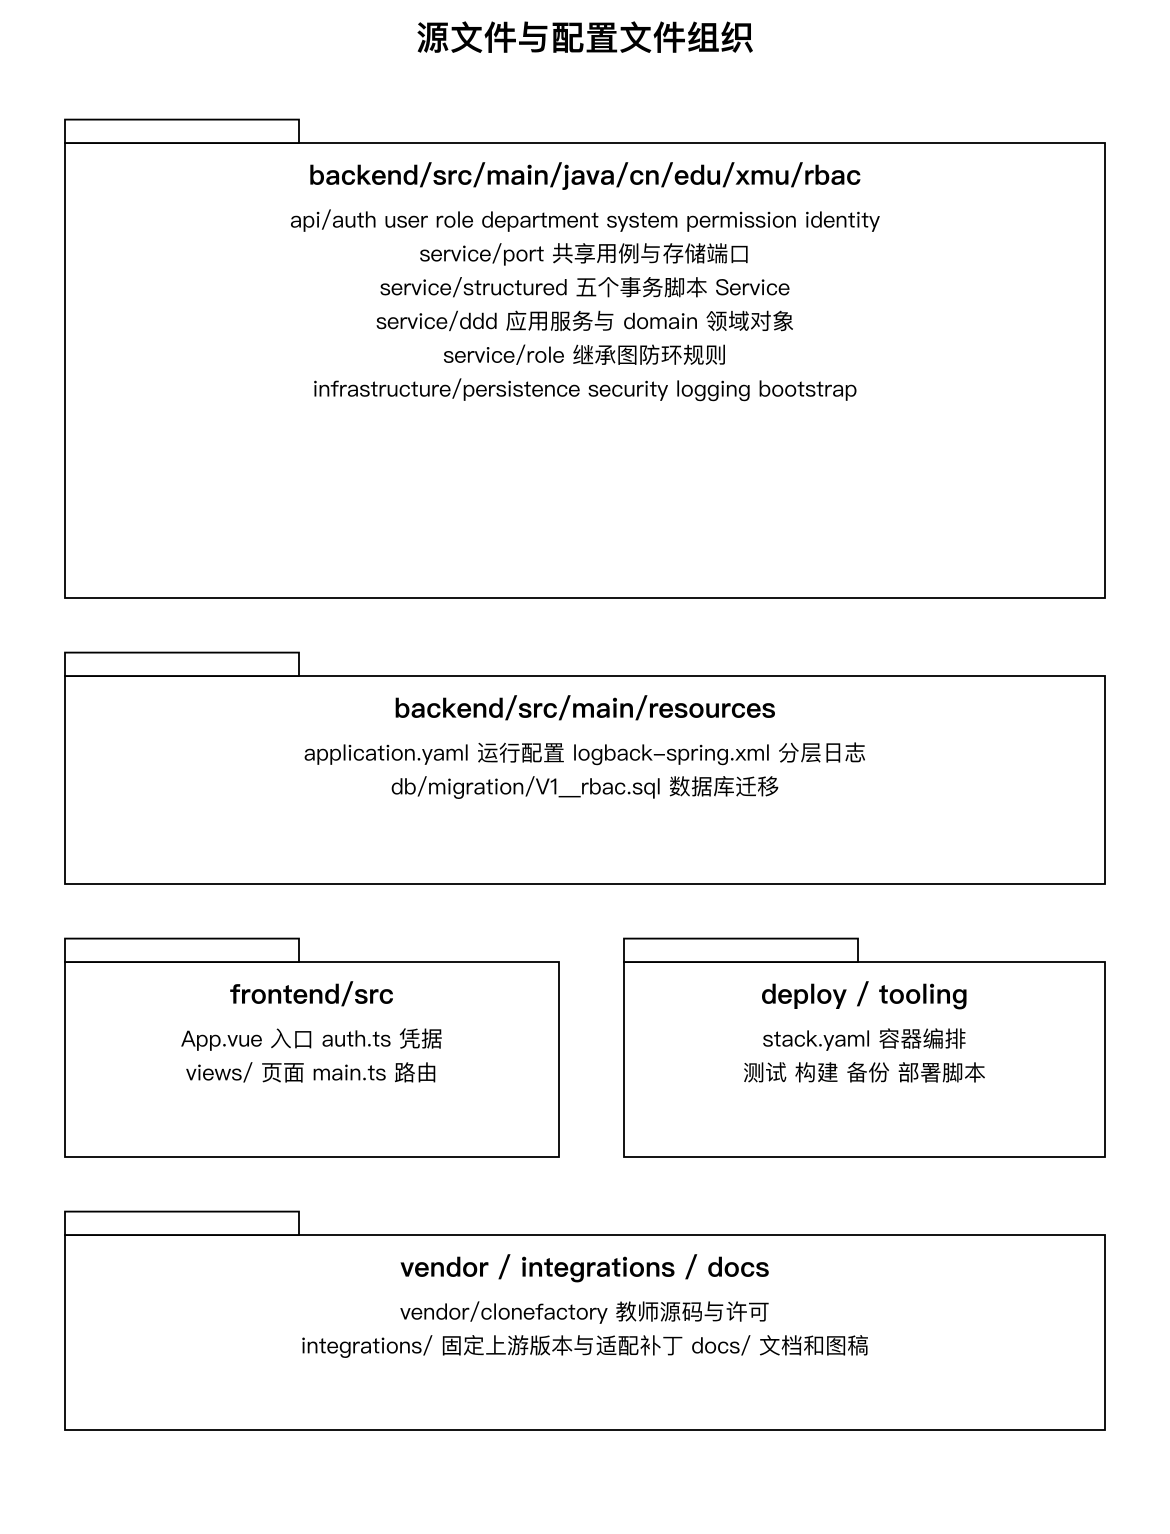 源文件与配置文件组织
backend/src/main/java/cn/edu/xmu/rbac
api/auth user role department system permission identity
service/port 共享用例与存储端口
service/structured 五个事务脚本 Service
service/ddd 应用服务与 domain 领域对象
service/role 继承图防环规则
infrastructure/persistence security logging bootstrap
backend/src/main/resources
application.yaml 运行配置 logback-spring.xml 分层日志
db/migration/V1__rbac.sql 数据库迁移
frontend/src
App.vue 入口 auth.ts 凭据
views/ 页面 main.ts 路由
deploy / tooling
stack.yaml 容器编排
测试 构建 备份 部署脚本
vendor / integrations / docs
vendor/clonefactory 教师源码与许可
integrations/ 固定上游版本与适配补丁 docs/ 文档和图稿